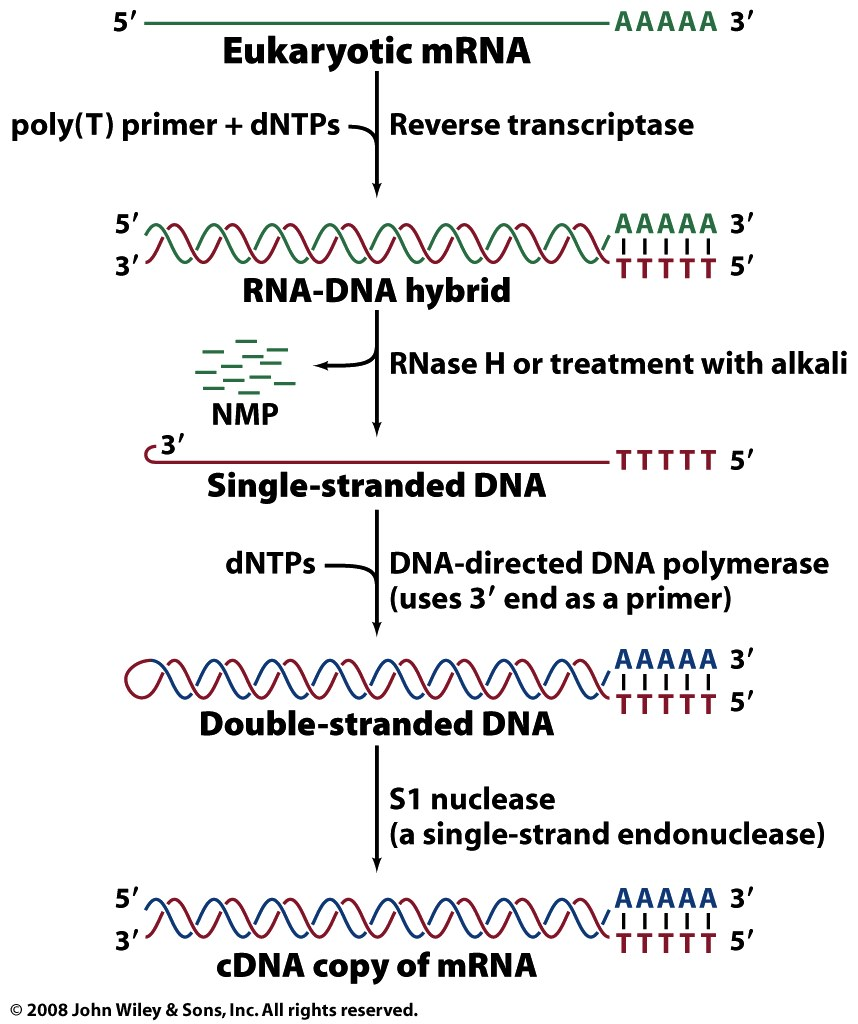 5′ AAAAA 3′
Eukaryotic mRNA
poly(T) primer + dNTPs Reverse transcriptase
5′ AAAAA 3′
3′ TTTTT 5′
RNA-DNA hybrid
RNase H or treatment with alkali
NMP
3′
TTTTT 5′
Single-stranded DNA
dNTPs DNA-directed DNA polymerase
(uses 3′ end as a primer)
AAAAA 3′
TTTTT 5′
Double-stranded DNA
S1 nuclease
(a single-strand endonuclease)
5′ AAAAA 3′
3′ TTTTT 5′
cDNA copy of mRNA
© 2008 John Wiley & Sons, Inc. All rights reserved.